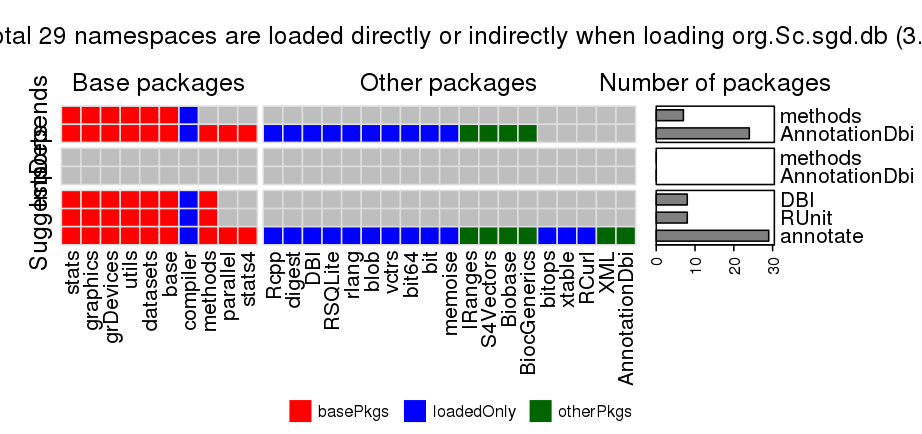 otal 29 namespaces are loaded directly or indirectly when loading org.Sc.sgd.db (3.
Base packages
Other packages
Number of packages
Suggests
methods
AnnotationDbi
methods
AnnotationDbi
DBI
RUnit
annotate
0 10 20 30
stats
graphics
grDevices
utils
datasets
base
compiler
methods
parallel
stats4
Rcpp
digest
DBI
RSQLite
rlang
blob
vctrs
bit64
bit
memoise
IRanges
S4Vectors
Biobase
BiocGenerics
bitops
xtable
RCurl
XML
AnnotationDbi
basePkgs loadedOnly otherPkgs